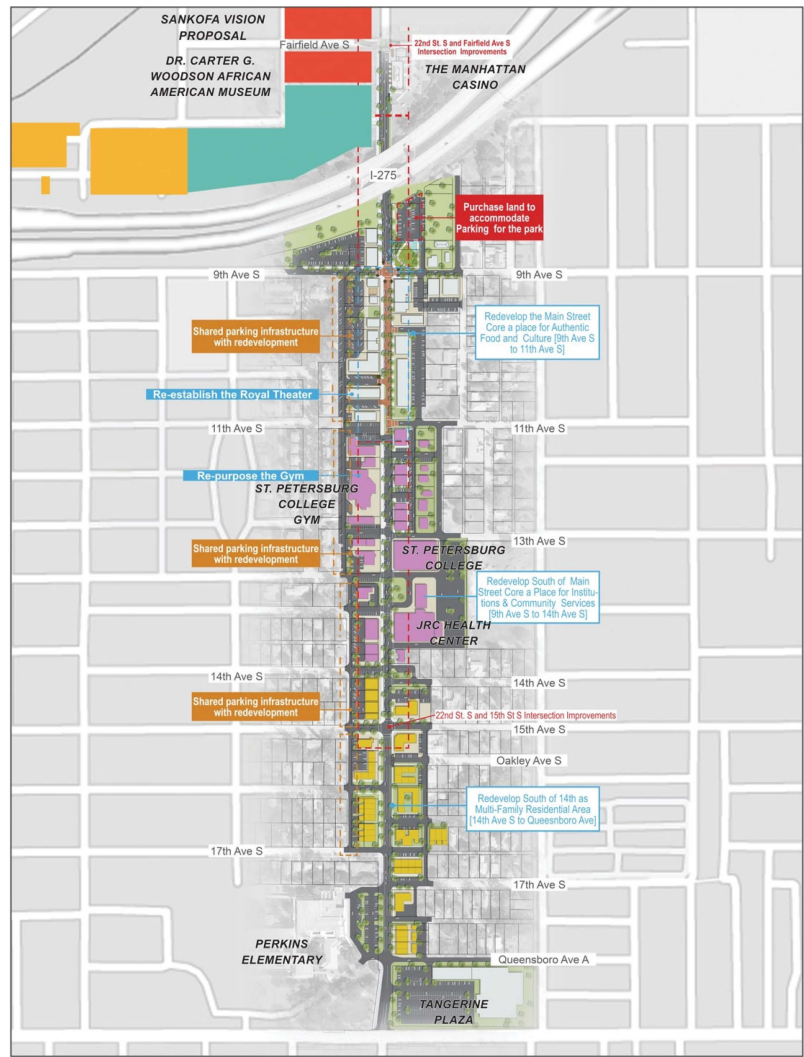 SANKOFA VISION
PROPOSAL
Fairfield Ave S
22nd St. S and Fairfield Ave S
Intersection Improvements
DR. CARTER G.
WOODSON AFRICAN
AMERICAN MUSEUM
THE MANHATTAN
CASINO
I-275
Purchase land to
accommodate
Parking for the park
9th Ave S
9th Ave S
Redevelop the Main Street
Core a place for Authentic
Food and Culture [9th Ave S
to 11th Ave S]
Shared parking infrastructure
with redevelopment
Re-establish the Royal Theater
11th Ave S
11th Ave S
Re-purpose the Gym
ST. PETERSBURG
COLLEGE
GYM
13th Ave S
Shared parking infrastructure
with redevelopment
ST. PETERSBURG
COLLEGE
Redevelop South of Main
Street Core a Place for Institu-
tions & Community Services
[9th Ave S to 14th Ave S]
JRC HEALTH
CENTER
14th Ave S
14th Ave S
Shared parking infrastructure
with redevelopment
22nd St. S and 15th St S Intersection Improvements
15th Ave S
Oakley Ave S
Redevelop South of 14th as
Multi-Family Residential Area
[14th Ave S to Queesnboro Ave]
17th Ave S
17th Ave S
PERKINS
ELEMENTARY
Queensboro Ave A
TANGERINE
PLAZA